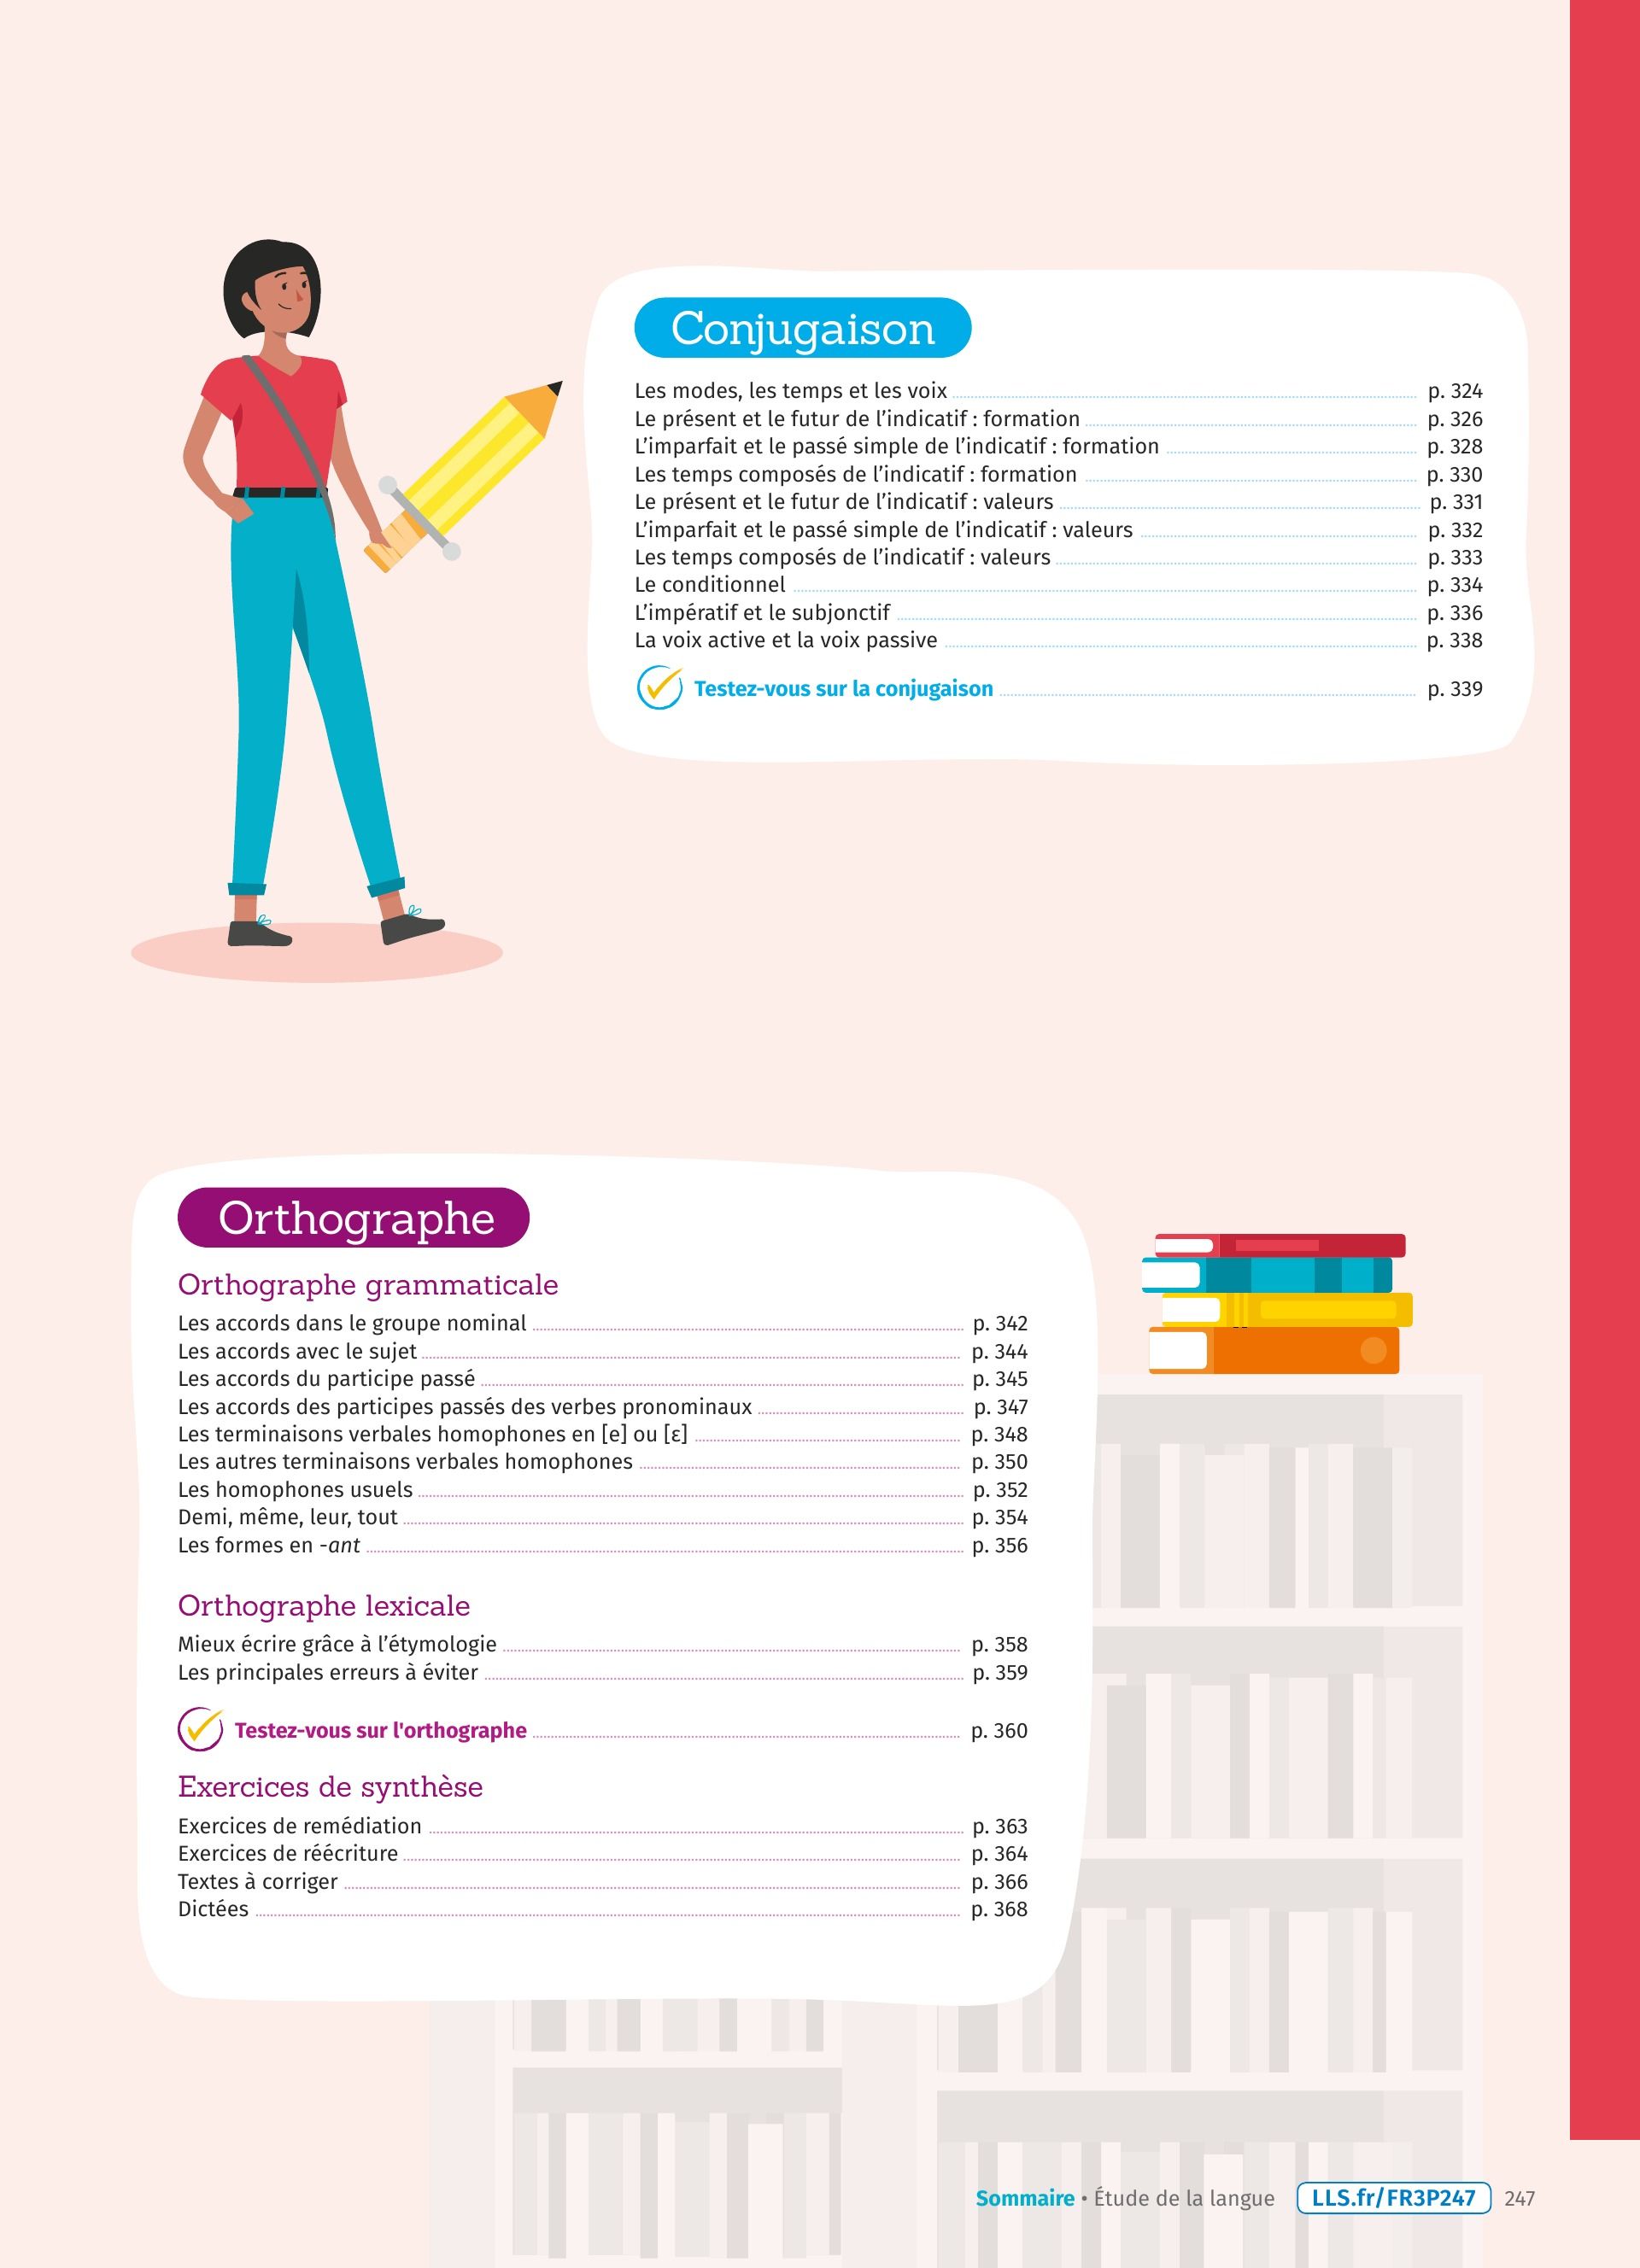 Conjugaison
Les modes, les temps et les voix p. 324
Le présent et le futur de l’indicatif : formation p. 326
L’imparfait et le passé simple de l’indicatif : formation p. 328
Les temps composés de l’indicatif : formation p. 330
Le présent et le futur de l’indicatif : valeurs p. 331
L’imparfait et le passé simple de l’indicatif : valeurs p. 332
Les temps composés de l’indicatif : valeurs p. 333
Le conditionnel p. 334
L’impératif et le subjonctif p. 336
La voix active et la voix passive p. 338
Testez-vous sur la conjugaison p. 339
Orthographe
Orthographe grammaticale
Les accords dans le groupe nominal p. 342
Les accords avec le sujet p. 344
Les accords du participe passé p. 345
Les accords des participes passés des verbes pronominaux p. 347
Les terminaisons verbales homophones en [e] ou [ɛ] p. 348
Les autres terminaisons verbales homophones p. 350
Les homophones usuels p. 352
Demi, même, leur, tout p. 354
Les formes en -ant p. 356
Orthographe lexicale
Mieux écrire grâce à l’étymologie p. 358
Les principales erreurs à éviter p. 359
Testez-vous sur l'orthographe p. 360
Exercices de synthèse
Exercices de remédiation p. 363
Exercices de réécriture p. 364
Textes à corriger p. 366
Dictées p. 368
Sommaire • Étude de la langue LLS.fr/FR3P247 247